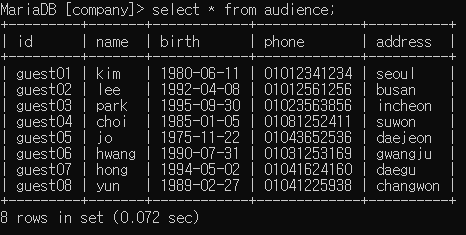 MariaDB [company]> select * from audience;
+---------+-------+------------+-------------+----------+
| id      | name  | birth      | phone       | address  |
+---------+-------+------------+-------------+----------+
| guest01 | kim   | 1980-06-11 | 01012341234 | seoul    |
| guest02 | lee   | 1992-04-08 | 01012561256 | busan    |
| guest03 | park  | 1995-09-30 | 01023563856 | incheon  |
| guest04 | choi  | 1985-01-05 | 01081252411 | suwon    |
| guest05 | jo    | 1975-11-22 | 01043652536 | daejeon  |
| guest06 | hwang | 1990-07-31 | 01031253169 | gwangju  |
| guest07 | hong  | 1994-05-02 | 01041624160 | daegu    |
| guest08 | yun   | 1989-02-27 | 01041225938 | changwon |
+---------+-------+------------+-------------+----------+
8 rows in set (0.072 sec)